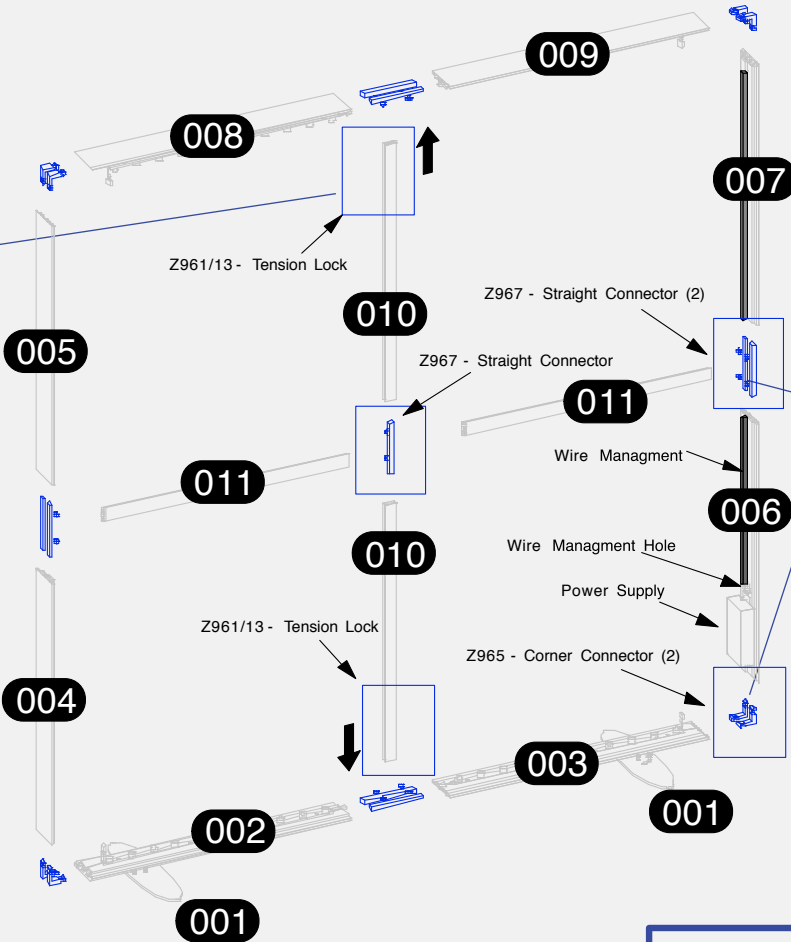 009
008
007
Z961/13 - Tension Lock
Z967 - Straight Connector (2)
010
005
Z967 - Straight Connector
011
Wire Managment
011
006
Wire Managment Hole
010
Power Supply
Z961/13 - Tension Lock
Z965 - Corner Connector (2)
004
003
001
002
001